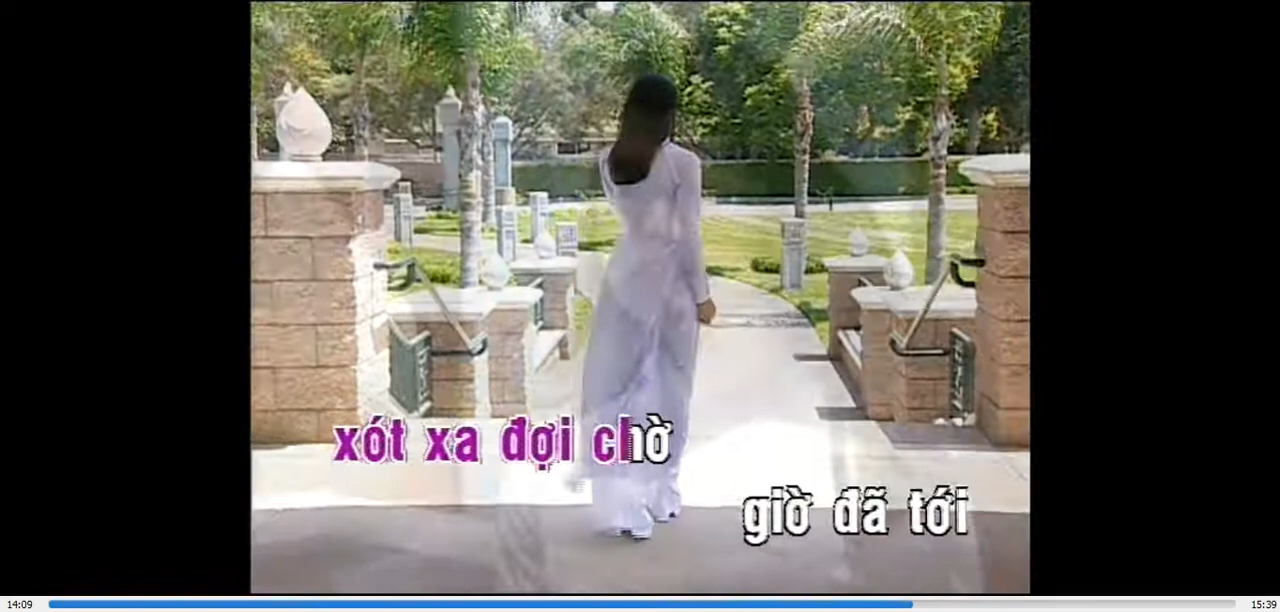 xót xa đợi chờ
giờ đã tới
14:09
15:39